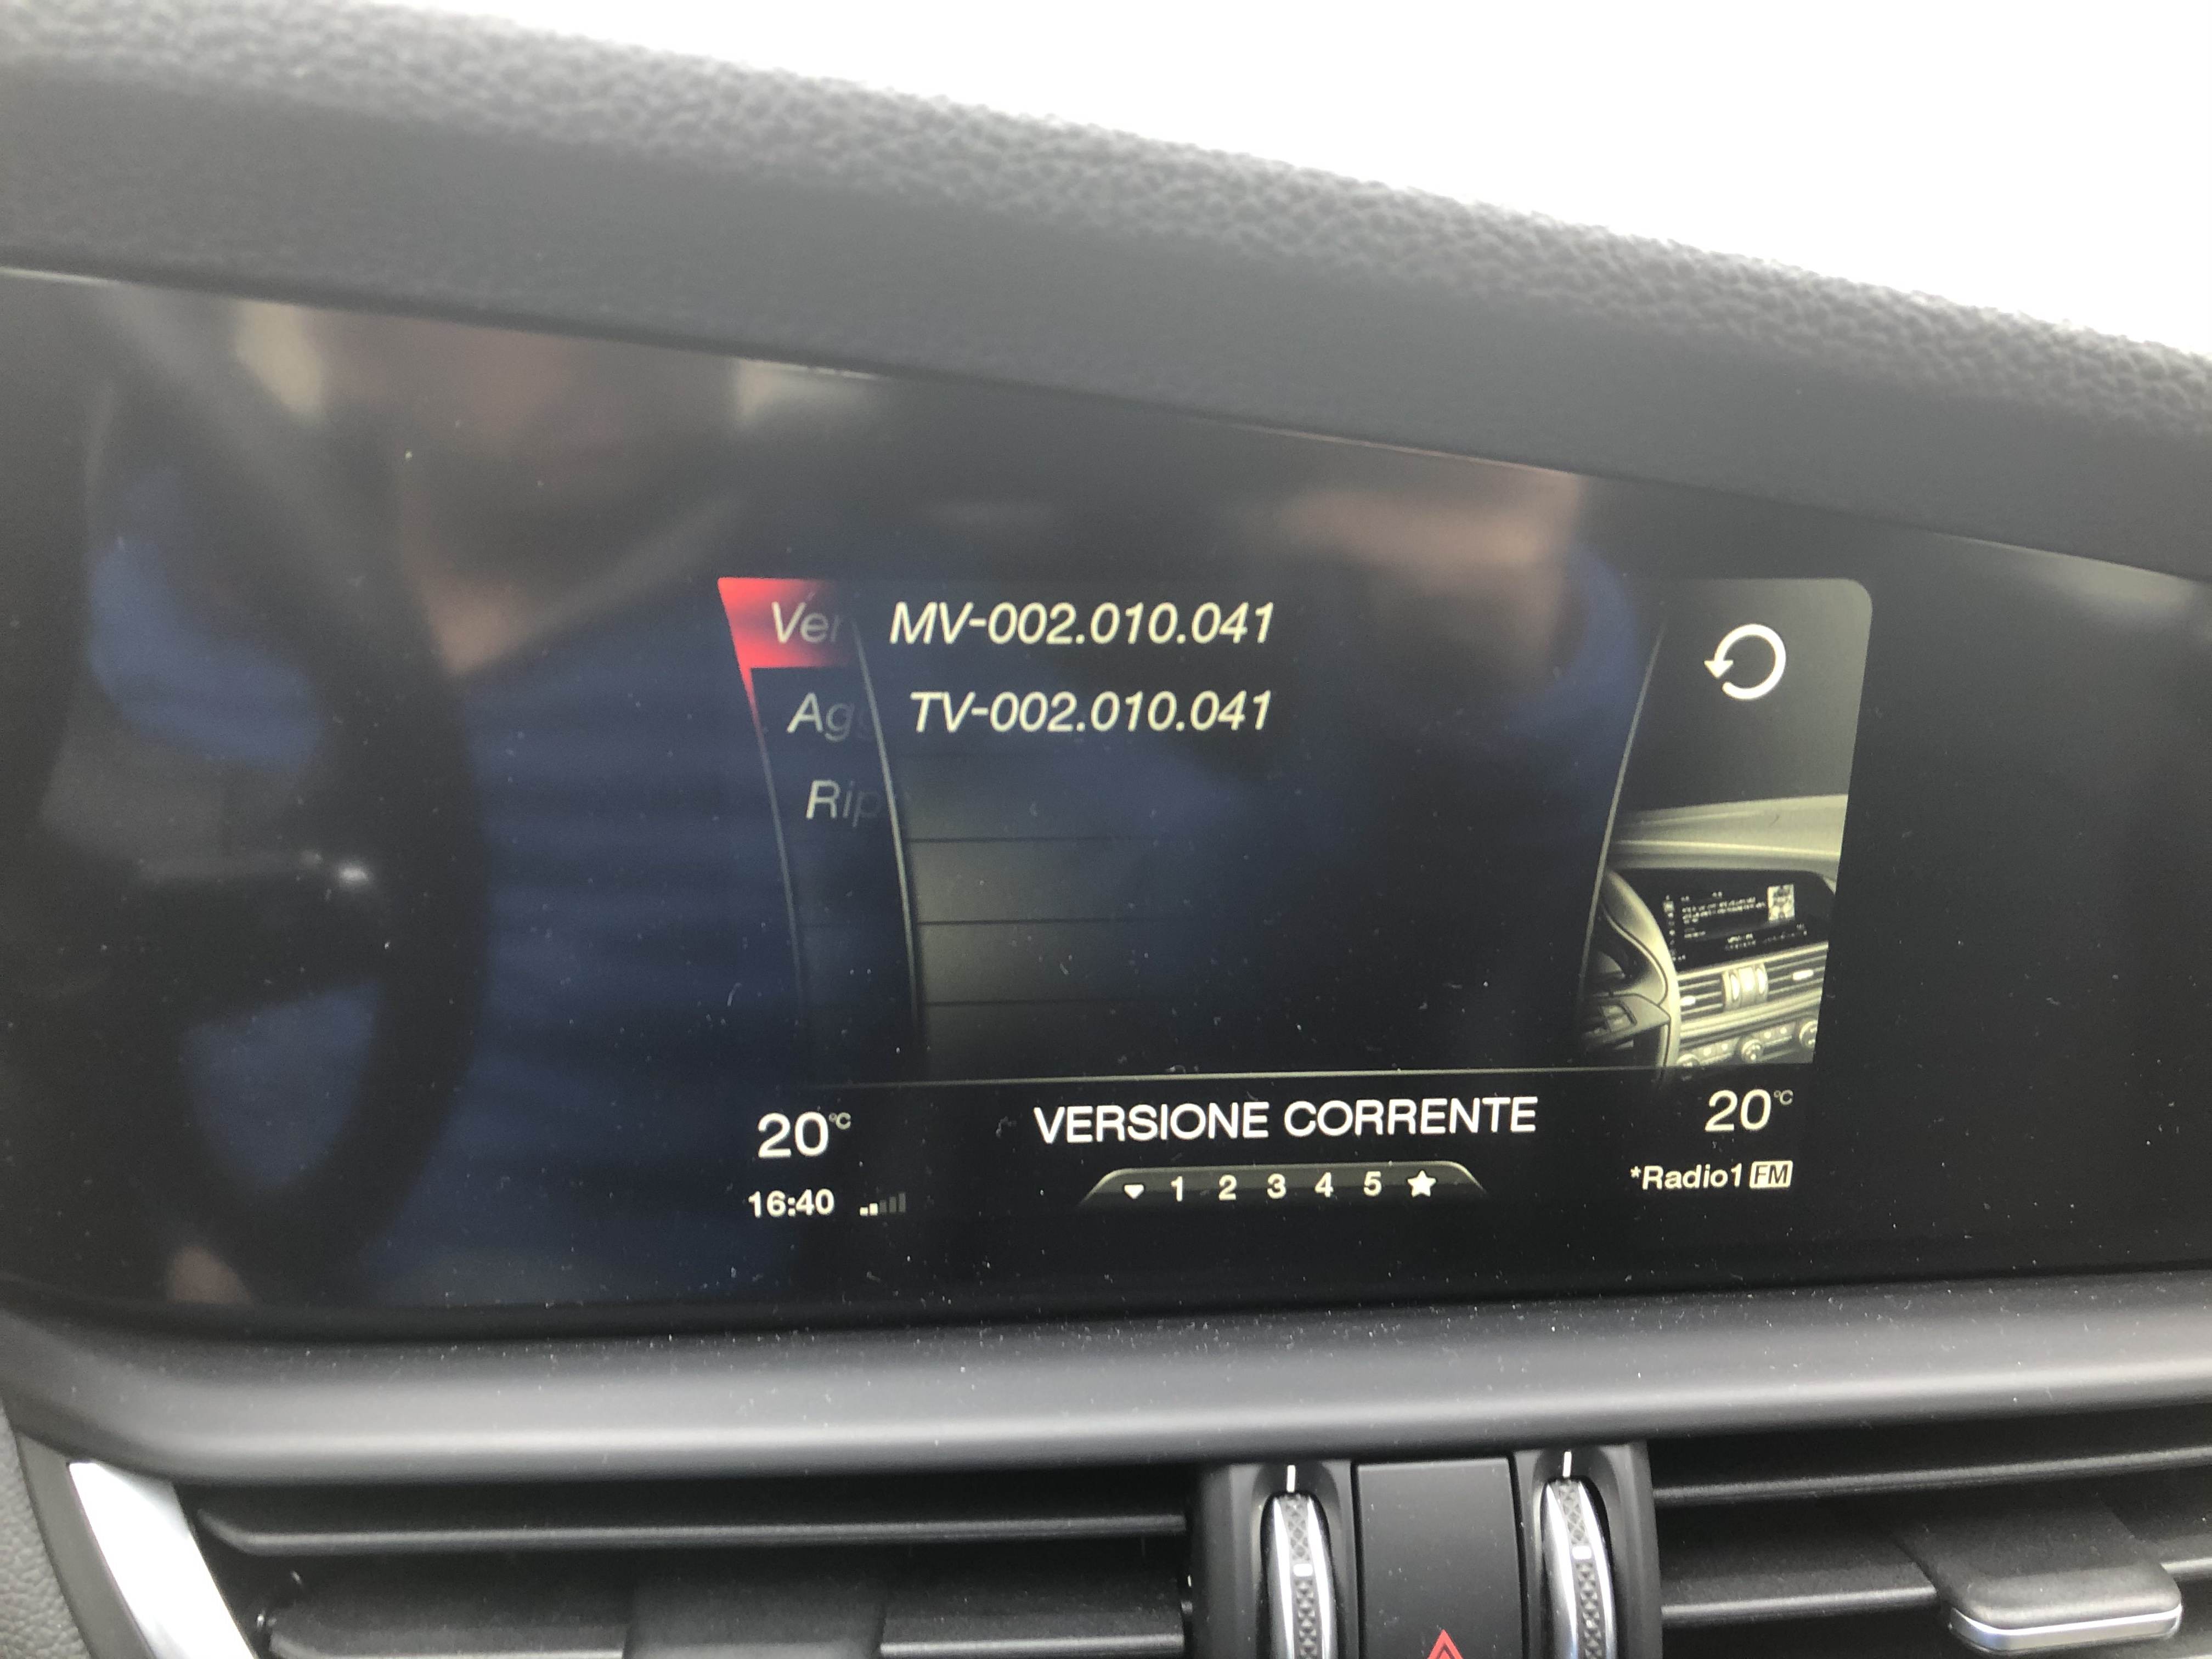 Ver
MV-002.010.041
Agg
TV-002.010.041
Rip
20°C
VERSIONE CORRENTE
20°C
16:40
1 2 3 4 5
*Radio1 FM